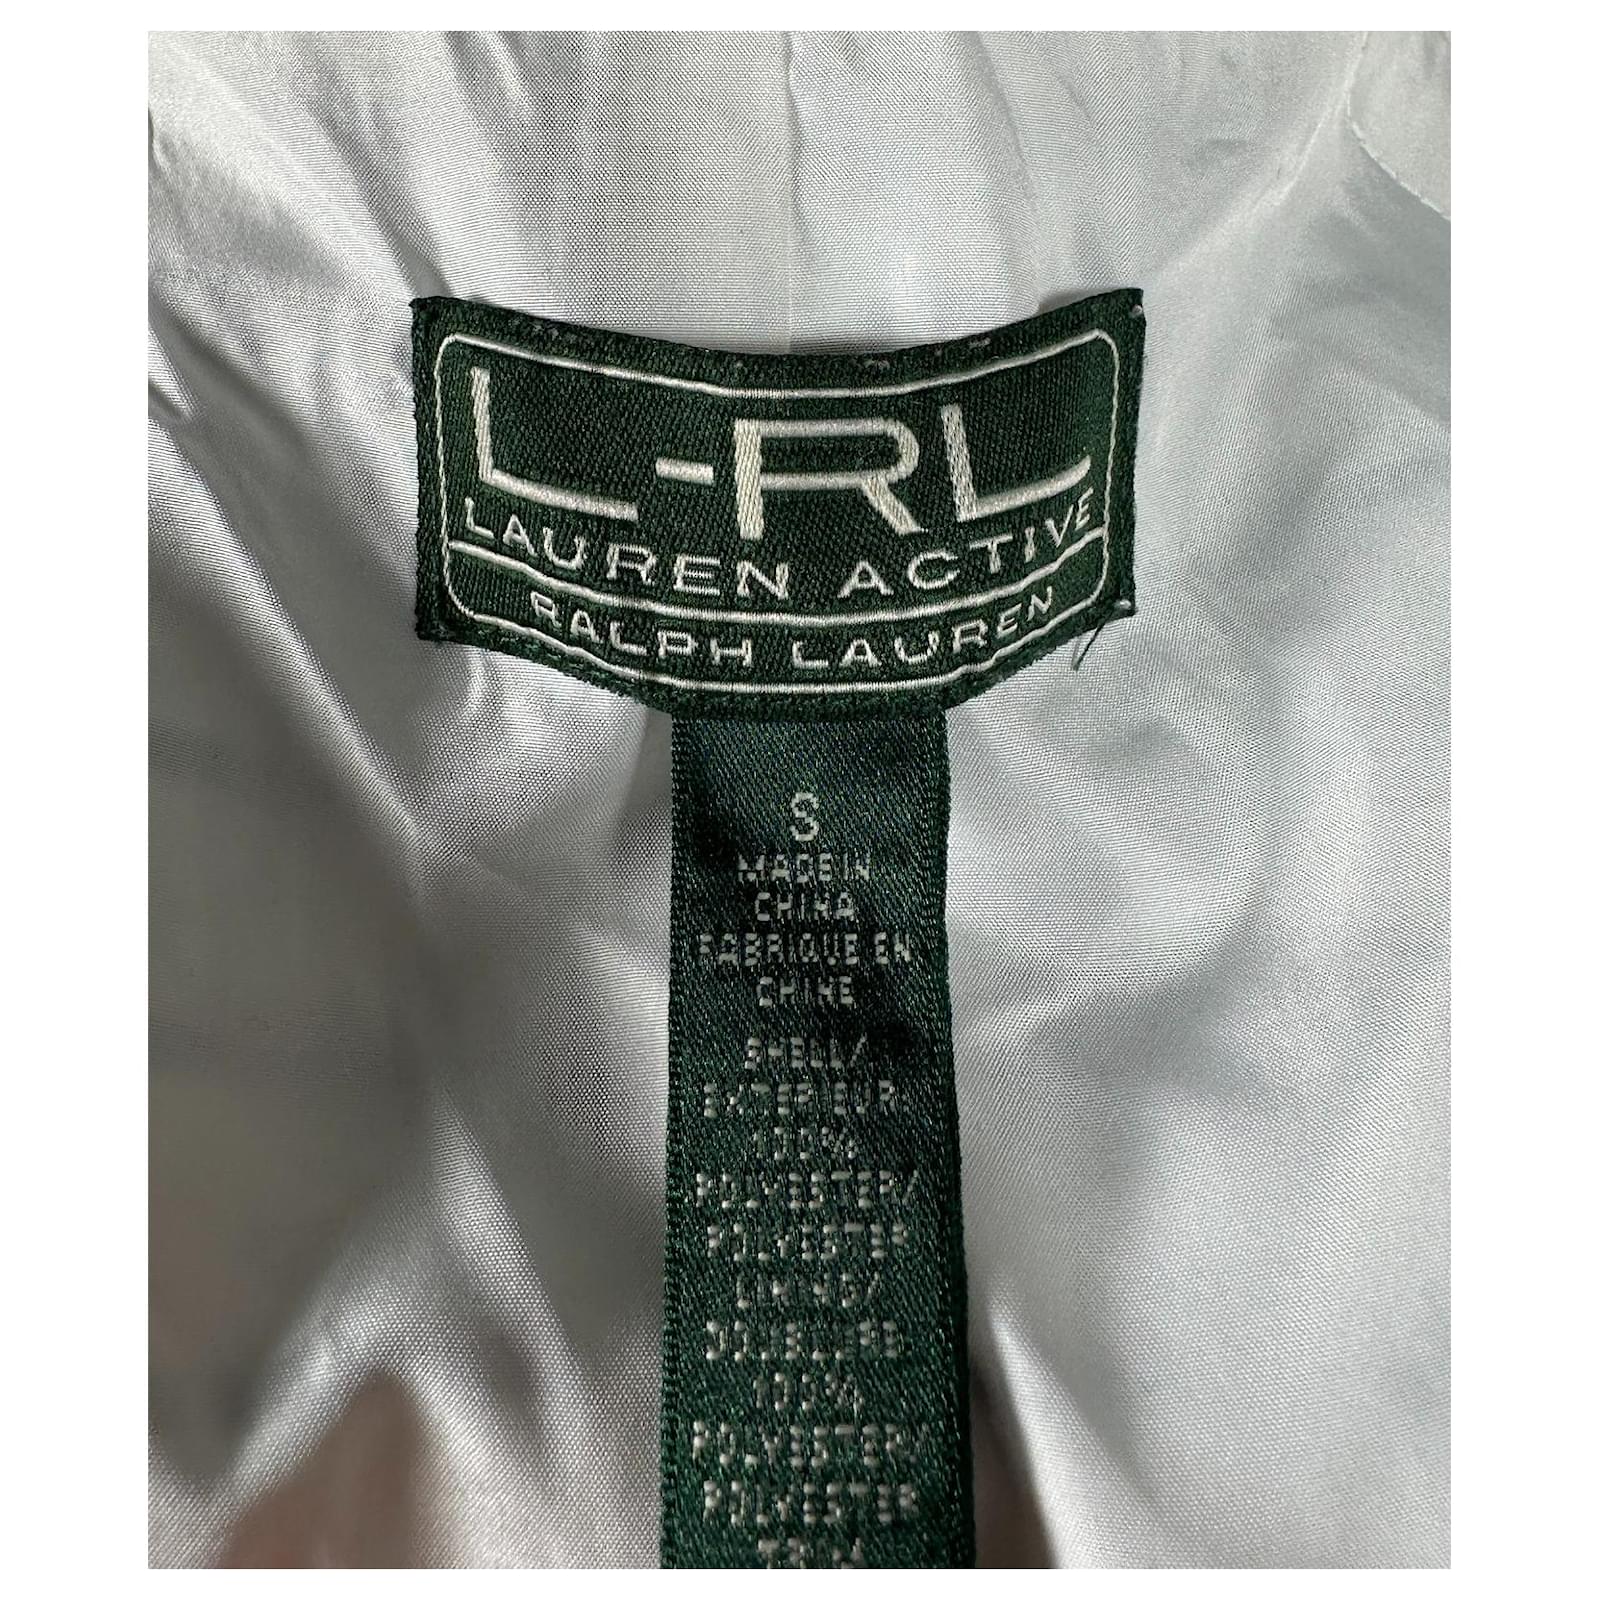 L-RL
LAUREN ACTIVE
RALPH LAUREN
S
MADE IN
CHINA
FABRIQUE EN
CHINE
SHELL/
EXTERIEUR
100%
POLYESTER/
POLYESTER
LINING/
DOUBLURE
100%
POLYESTER/
POLYESTER